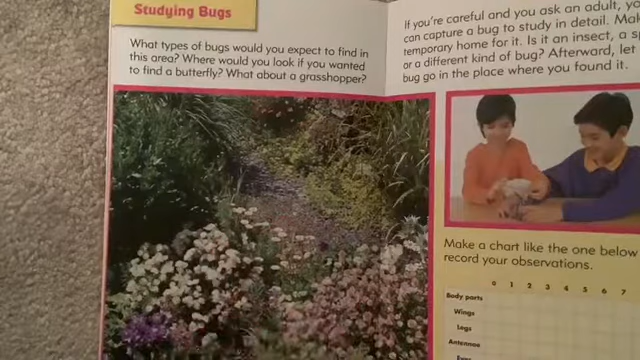 Studying Bugs
What types of bugs would you expect to find in
this area? Where would you look if you wanted
to find a butterfly? What about a grasshopper?
If you're careful and you ask an adult,
can capture a bug to study in detail.
temporary home for it. Is it an insect, a
or a different kind of bug? Afterward, let
bug go in the place where you found it.
Make a chart like the one below
record your observations.
0 1 2 3 4 5 6 7
Body parts
Wings
Legs
Antennae